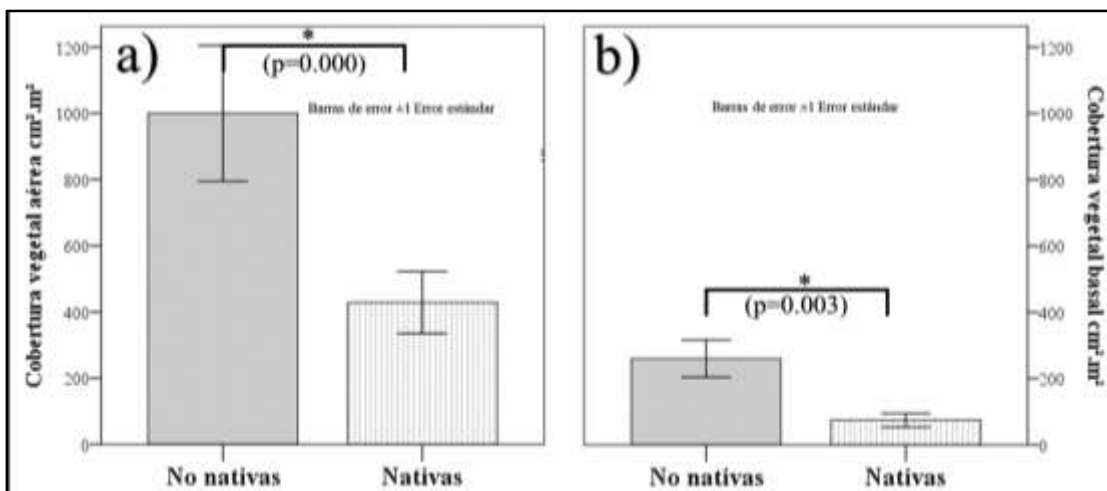 a)
*
(p=0.000)
Barras de error ±1 Error estándar
Cobertura vegetal aérea cm².m²
1200
1000
800
600
400
200
0
No nativas
Nativas
b)
Barras de error ±1 Error estándar
*
(p=0.003)
1200
1000
800
600
400
200
0
Cobertura vegetal basal cm².m²
No nativas
Nativas